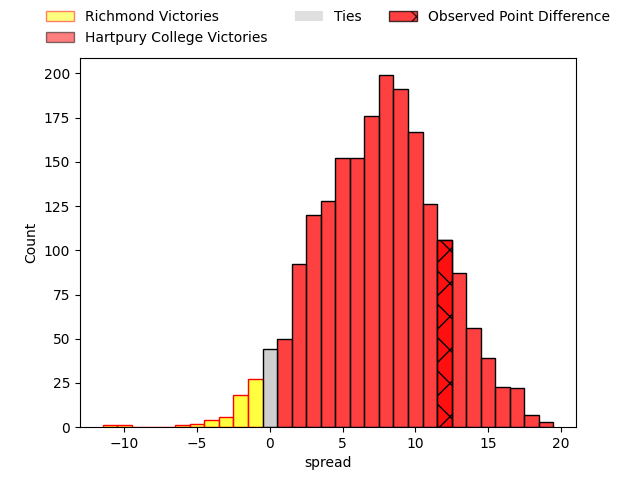 Richmond Victories
Hartpury College Victories
Ties
Observed Point Difference
200
175
150
125
100
75
50
25
0
Count
−10 −5 0 5 10 15 20
spread